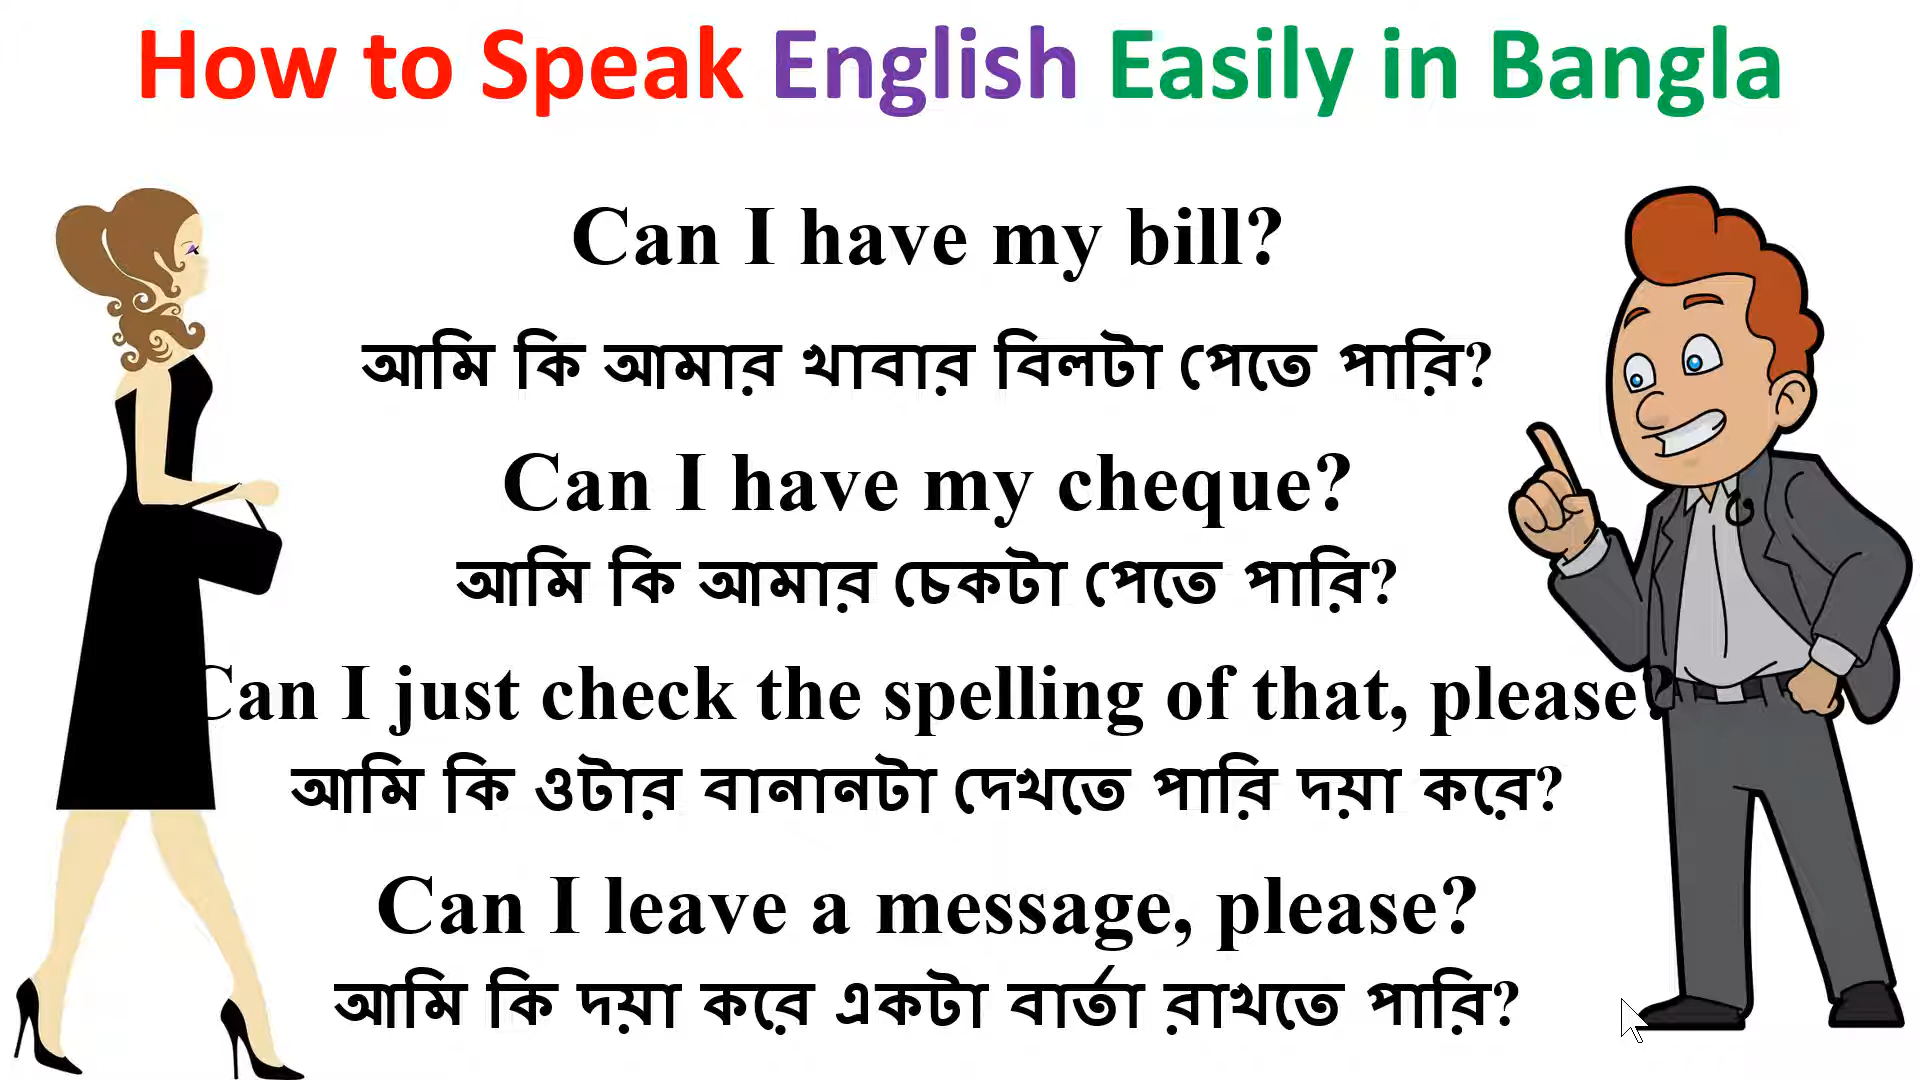 How to Speak English Easily in Bangla
Can I have my bill?
আমি কি আমার খাবার বিলটা পেতে পারি?
Can I have my cheque?
আমি কি আমার চেকটা পেতে পারি?
Can I just check the spelling of that, please?
আমি কি ওটার বানানটা দেখতে পারি দয়া করে?
Can I leave a message, please?
আমি কি দয়া করে একটা বার্তা রাখতে পারি?